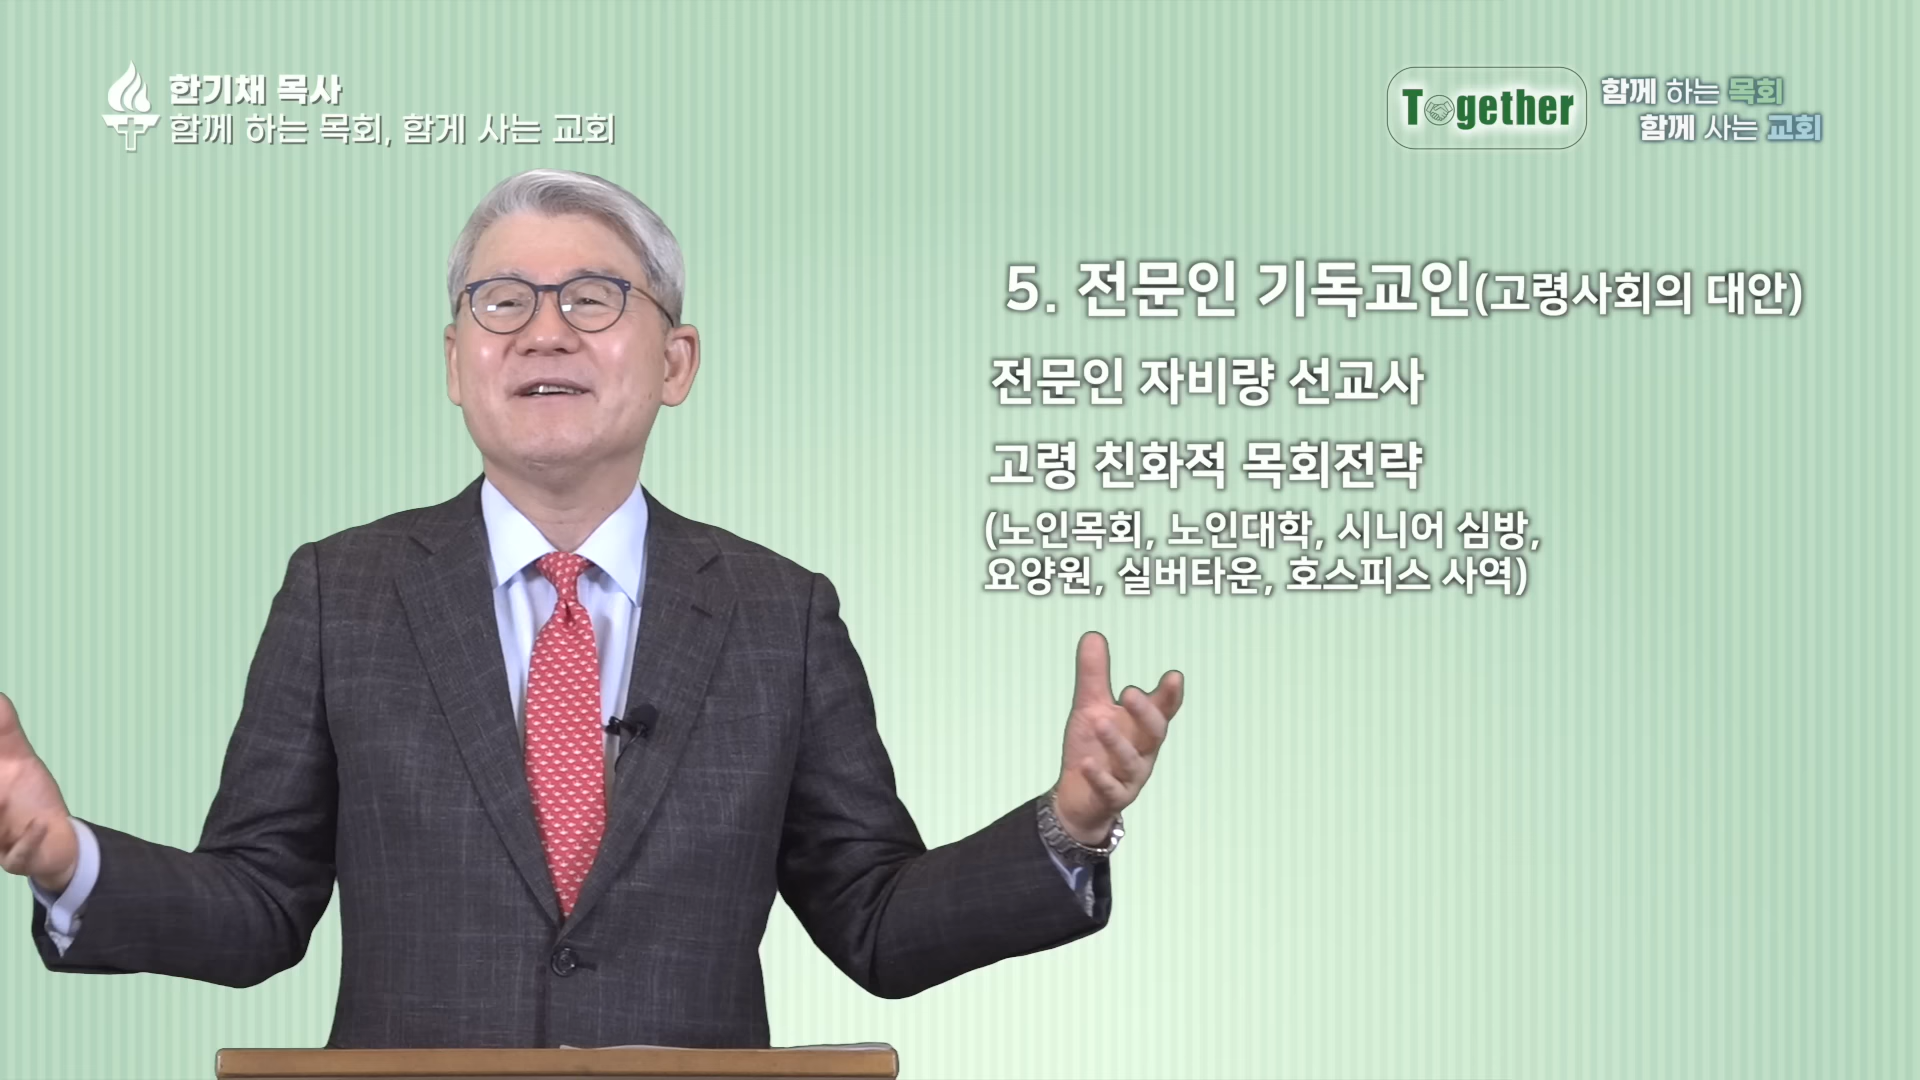 한기채 목사
함께 하는 목회, 함게 사는 교회
Together
함께 하는 목회
함께 사는 교회
5. 전문인 기독교인(고령사회의 대안)
전문인 자비량 선교사
고령 친화적 목회전략
(노인목회, 노인대학, 시니어 심방,
요양원, 실버타운, 호스피스 사역)